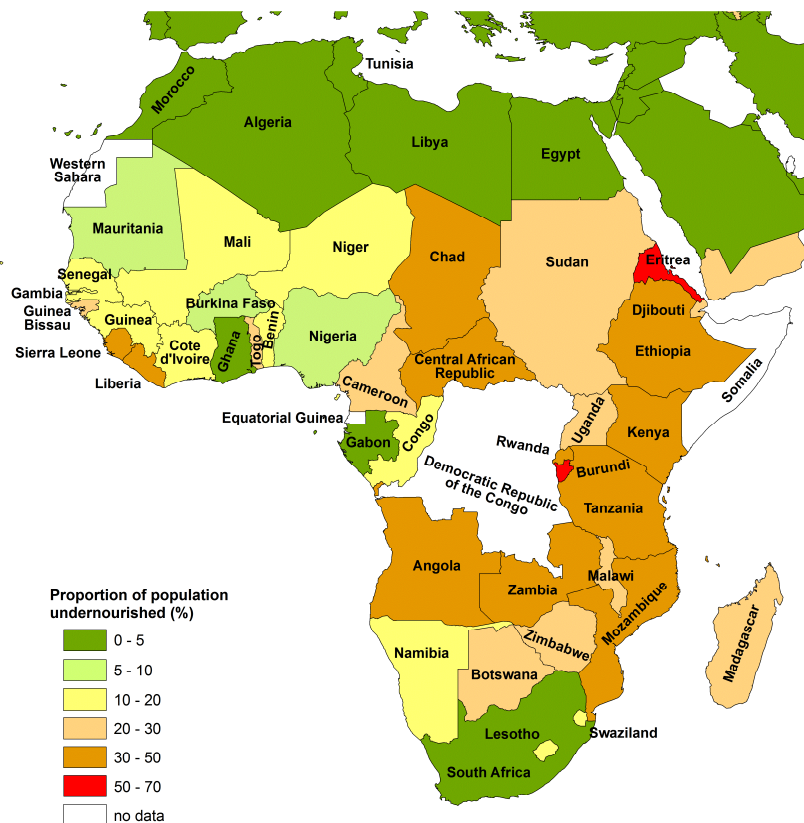 Tunisia
Morocco
Algeria
Libya
Egypt
Western
Sahara
Mauritania
Mali
Niger
Chad
Sudan
Eritrea
Senegal
Gambia
Guinea
Bissau
Guinea
Burkina Faso
Djibouti
Sierra Leone
Cote
d'Ivoire
Ghana
Togo
Benin
Nigeria
Central African
Republic
Ethiopia
Liberia
Cameroon
Somalia
Equatorial Guinea
Gabon
Congo
Uganda
Kenya
Rwanda
Democratic Republic
of the Congo
Burundi
Tanzania
Angola
Zambia
Malawi
Mozambique
Madagascar
Namibia
Zimbabwe
Botswana
Lesotho
Swaziland
South Africa
Proportion of population
undernourished (%)
0 - 5
5 - 10
10 - 20
20 - 30
30 - 50
50 - 70
no data